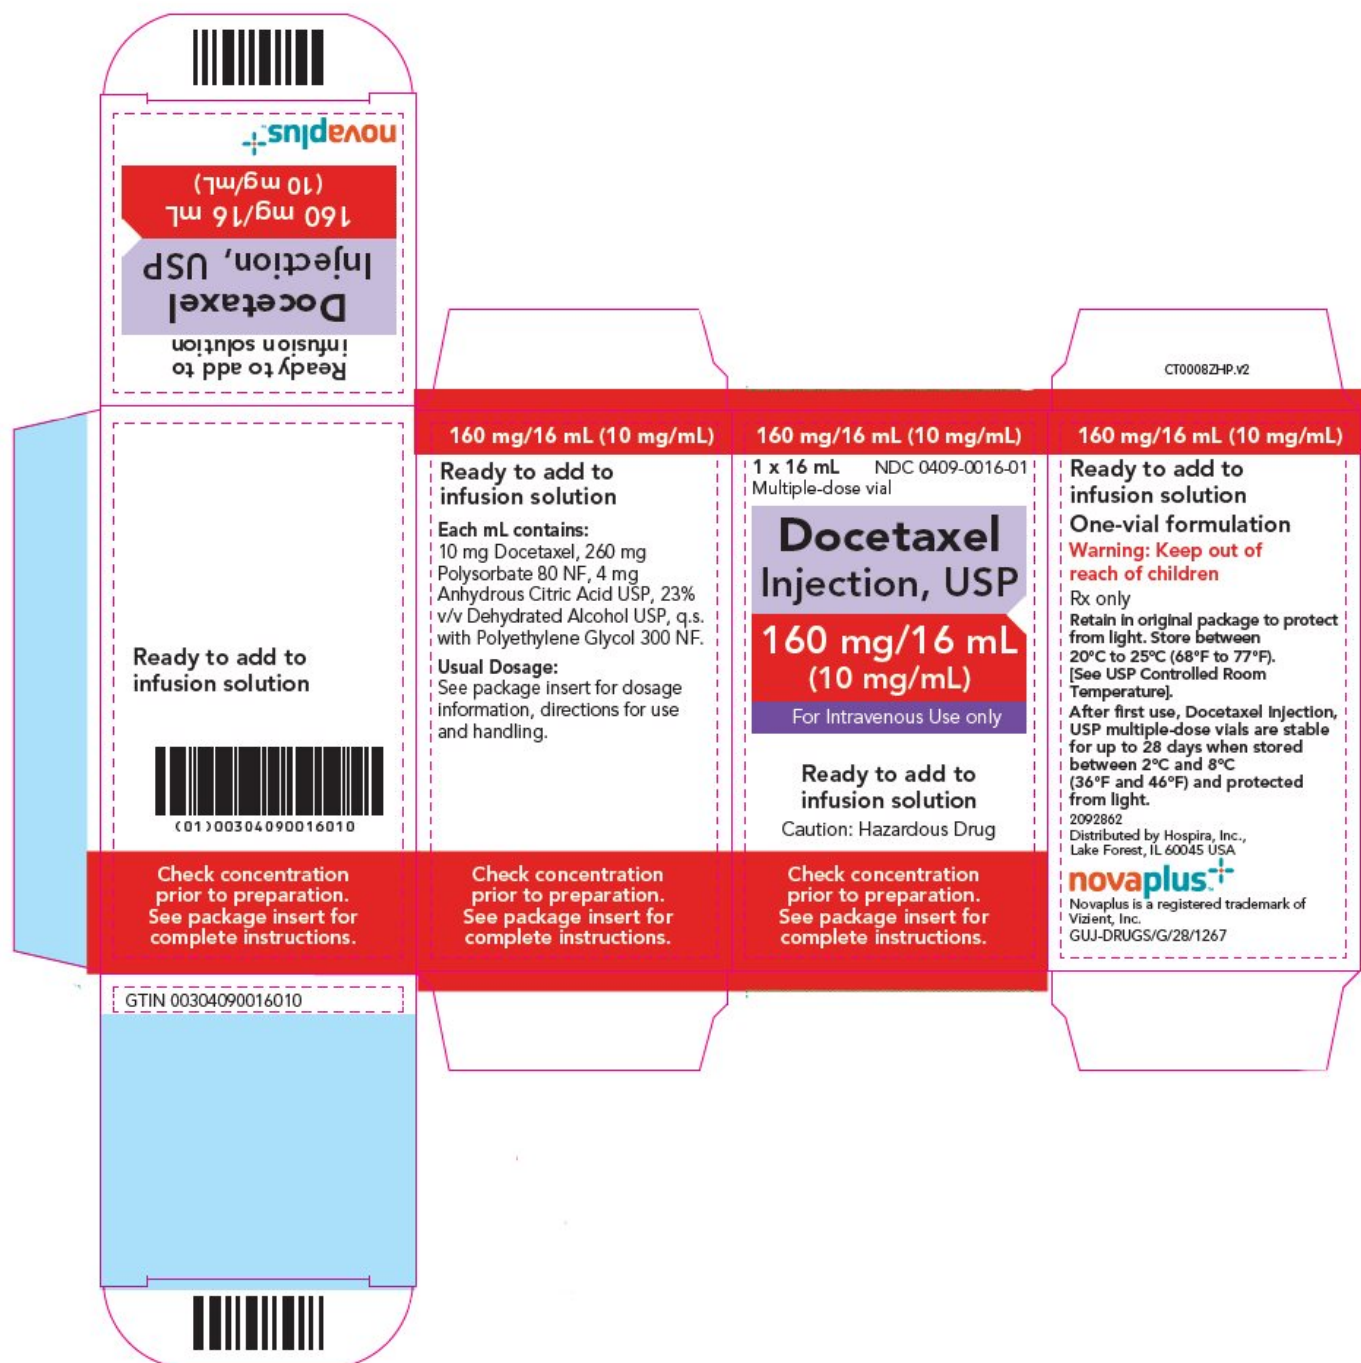 novaplus
160 mg/16 mL
(10 mg/mL)
Docetaxel
Injection, USP
Ready to add to
infusion solution
Ready to add to
infusion solution
(01)00304090016010
Check concentration
prior to preparation.
See package insert for
complete instructions.
GTIN 00304090016010
160 mg/16 mL (10 mg/mL)
Ready to add to
infusion solution
Each mL contains:
10 mg Docetaxel, 260 mg
Polysorbate 80 NF, 4 mg
Anhydrous Citric Acid USP, 23%
v/v Dehydrated Alcohol USP, q.s.
with Polyethylene Glycol 300 NF.
Usual Dosage:
See package insert for dosage
information, directions for use
and handling.
Check concentration
prior to preparation.
See package insert for
complete instructions.
160 mg/16 mL (10 mg/mL)
1 x 16 mL NDC 0409-0016-01
Multiple-dose vial
Docetaxel
Injection, USP
160 mg/16 mL
(10 mg/mL)
For Intravenous Use only
Ready to add to
infusion solution
Caution: Hazardous Drug
Check concentration
prior to preparation.
See package insert for
complete instructions.
CT0008ZHP.v2
160 mg/16 mL (10 mg/mL)
Ready to add to
infusion solution
One-vial formulation
Warning: Keep out of
reach of children
Rx only
Retain in original package to protect
from light. Store between
20°C to 25°C (68°F to 77°F).
[See USP Controlled Room
Temperature].
After first use, Docetaxel Injection,
USP multiple-dose vials are stable
for up to 28 days when stored
between 2°C and 8°C
(36°F and 46°F) and protected
from light.
2092862
Distributed by Hospira, Inc.,
Lake Forest, IL 60045 USA
novaplus™
Novaplus is a registered trademark of
Vizient, Inc.
GUJ-DRUGS/G/28/1267